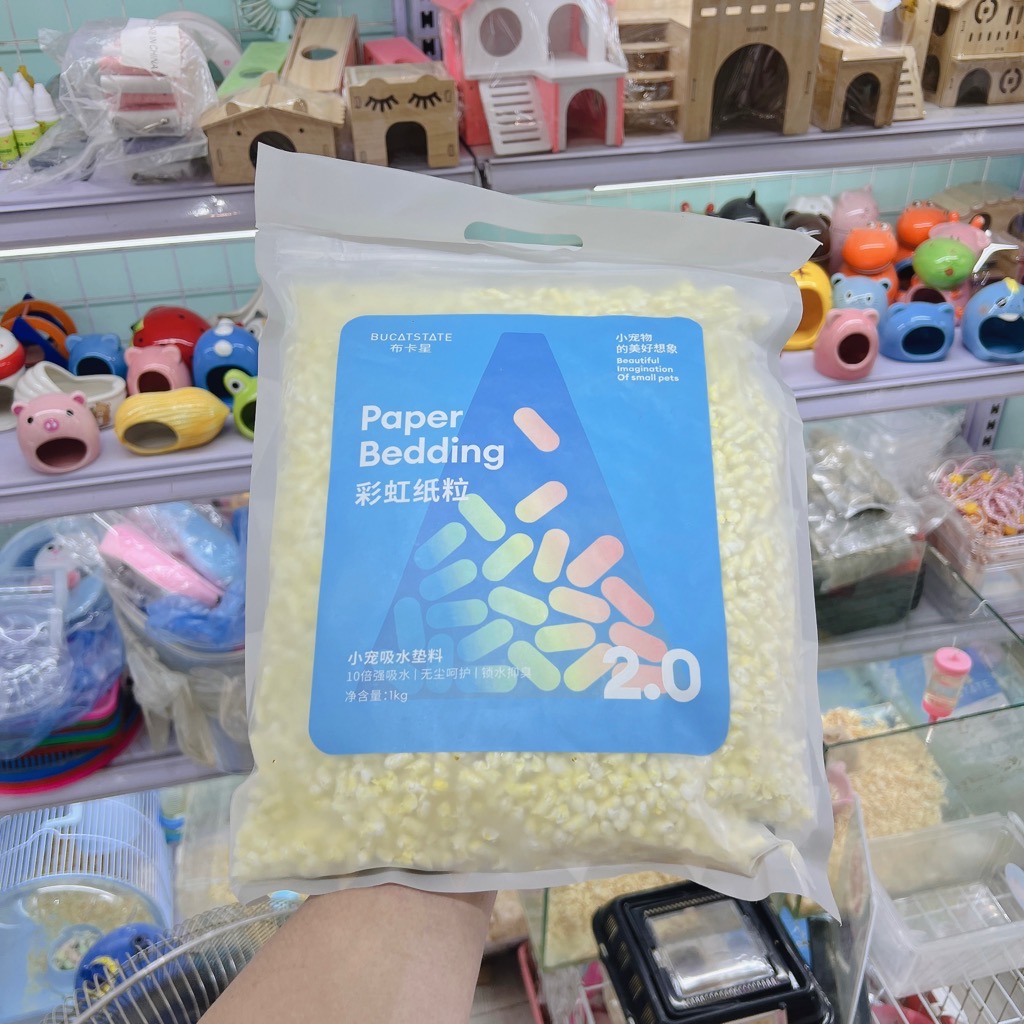 BUCATSTATE
布卡星
小宠物
的美好想象
Beautiful
Imagination
Of small pets
Paper
Bedding
彩虹纸粒
小宠吸水垫料
10倍强吸水 | 无尘呵护 | 锁水抑臭
净含量：1kg
2.0